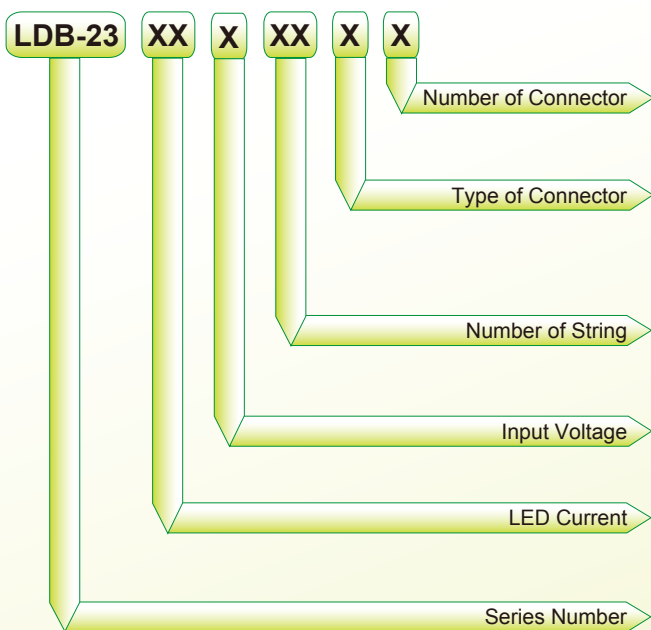 LDB-23 XX X XX X X
Number of Connector
Type of Connector
Number of String
Input Voltage
LED Current
Series Number